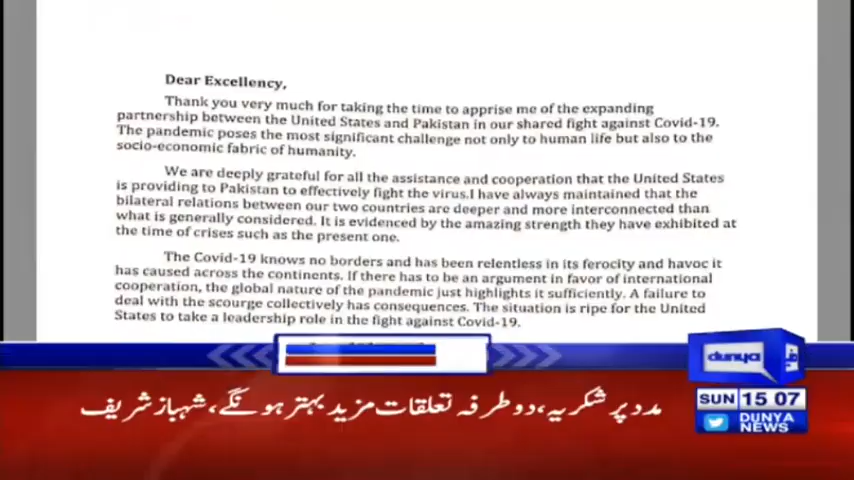 Dear Excellency,
Thank you very much for taking the time to apprise me of the expanding
partnership between the United States and Pakistan in our shared fight against Covid-19.
The pandemic poses the most significant challenge not only to human life but also to the
socio-economic fabric of humanity.
We are deeply grateful for all the assistance and cooperation that the United States
is providing to Pakistan to effectively fight the virus.I have always maintained that the
bilateral relations between our two countries are deeper and more interconnected than
what is generally considered. It is evidenced by the amazing strength they have exhibited at
the time of crises such as the present one.
The Covid-19 knows no borders and has been relentless in its ferocity and havoc it
has caused across the continents. If there has to be an argument in favor of international
cooperation, the global nature of the pandemic just highlights it sufficiently. A failure to
deal with the scourge collectively has consequences. The situation is ripe for the United
States to take a leadership role in the fight against Covid-19.
dunya
SUN 15 07
DUNYA
NEWS
مدد پر شکریہ، دو طرفہ تعلقات مزید بہتر ہونگے، شہباز شریف